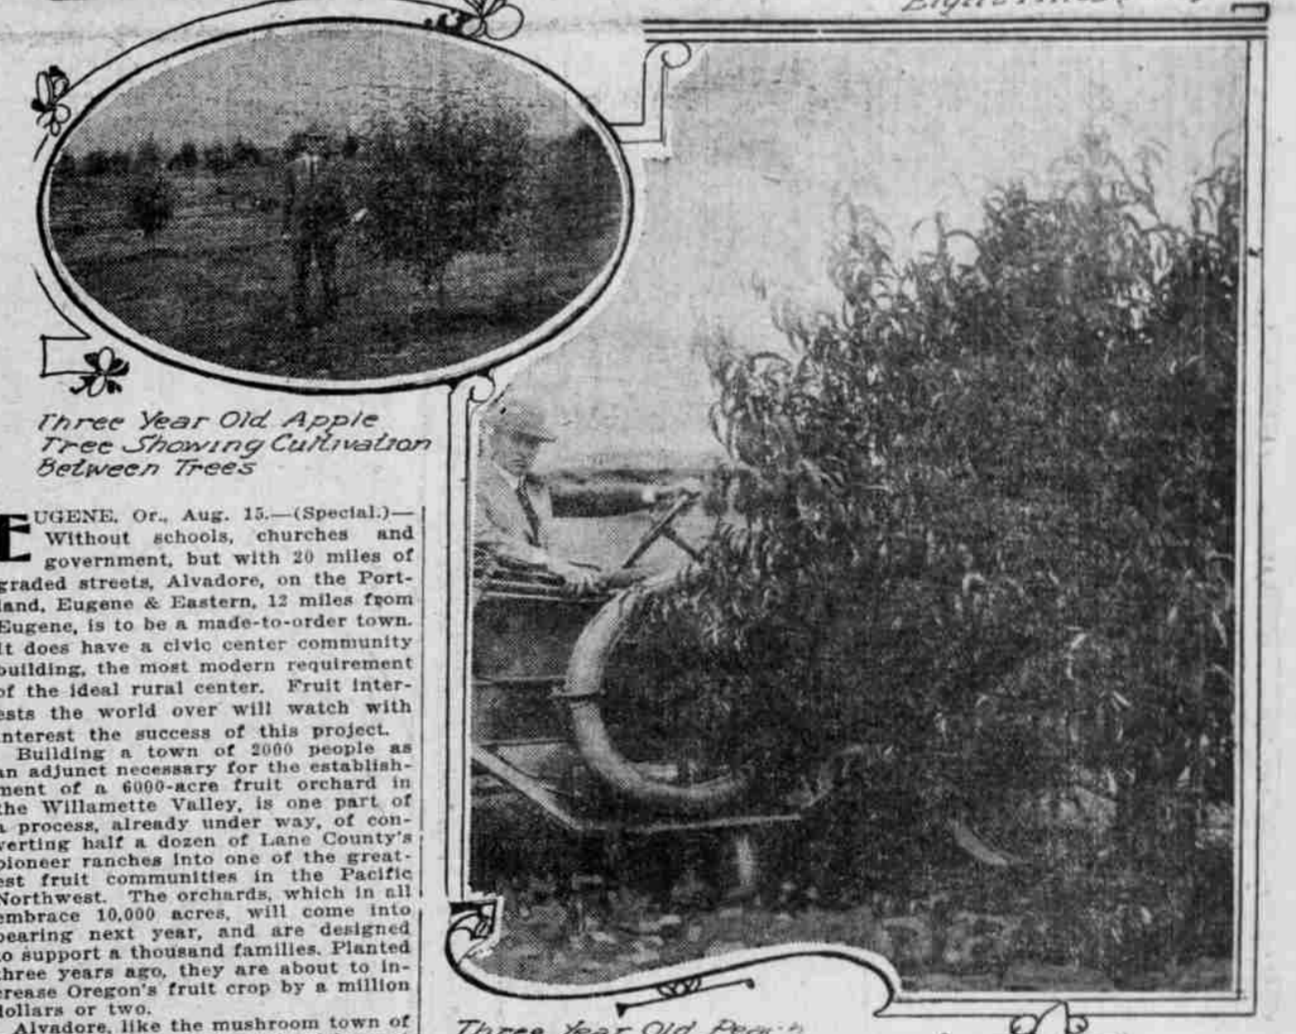 Three Year Old Apple
Tree Showing Cultivation
Between Trees
EUGENE, Or., Aug. 15.—(Special.)—
Without schools, churches and
government, but with 20 miles of
graded streets, Alvadore, on the Port-
land, Eugene & Eastern, 12 miles from
Eugene, is to be a made-to-order town.
It does have a civic center community
building, the most modern requirement
of the ideal rural center. Fruit inter-
ests the world over will watch with
interest the success of this project.
Building a town of 2000 people as
an adjunct necessary for the establish-
ment of a 6000-acre fruit orchard in
the Willamette Valley, is one part of
a process, already under way, of con-
verting half a dozen of Lane County's
pioneer ranches into one of the great-
est fruit communities in the Pacific
Northwest. The orchards, which in all
embrace 10,000 acres, will come into
bearing next year, and are designed
to support a thousand families. Planted
three years ago, they are about to in-
crease Oregon's fruit crop by a million
dollars or two.
Alvadore, like the mushroom town of
Three Year Old